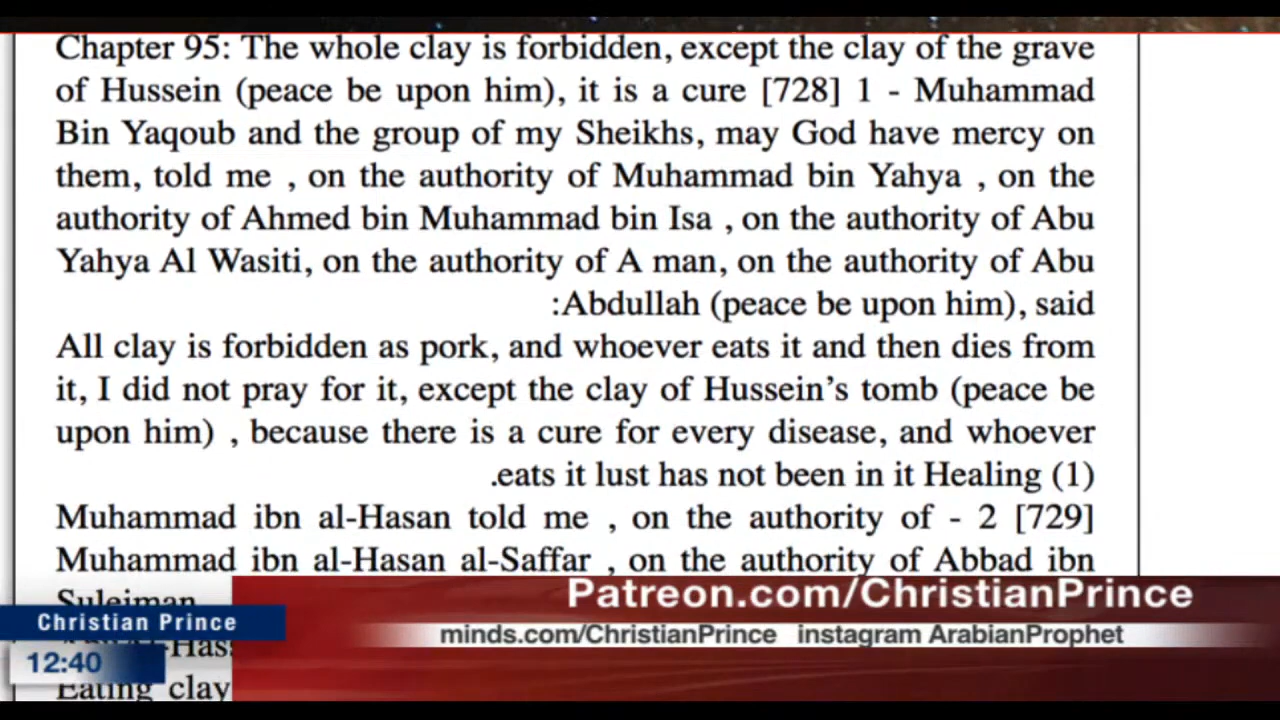 Chapter 95: The whole clay is forbidden, except the clay of the grave
of Hussein (peace be upon him), it is a cure [728] 1 - Muhammad
Bin Yaqoub and the group of my Sheikhs, may God have mercy on
them, told me , on the authority of Muhammad bin Yahya , on the
authority of Ahmed bin Muhammad bin Isa , on the authority of Abu
Yahya Al Wasiti, on the authority of A man, on the authority of Abu
:Abdullah (peace be upon him), said
All clay is forbidden as pork, and whoever eats it and then dies from
it, I did not pray for it, except the clay of Hussein’s tomb (peace be
upon him) , because there is a cure for every disease, and whoever
.eats it lust has not been in it Healing (1)
Muhammad ibn al-Hasan told me , on the authority of - 2 [729]
Muhammad ibn al-Hasan al-Saffar , on the authority of Abbad ibn
Suleiman
Eating clay
Patreon.com/ChristianPrince
Christian Prince
minds.com/ChristianPrince instagram ArabianProphet
12:40